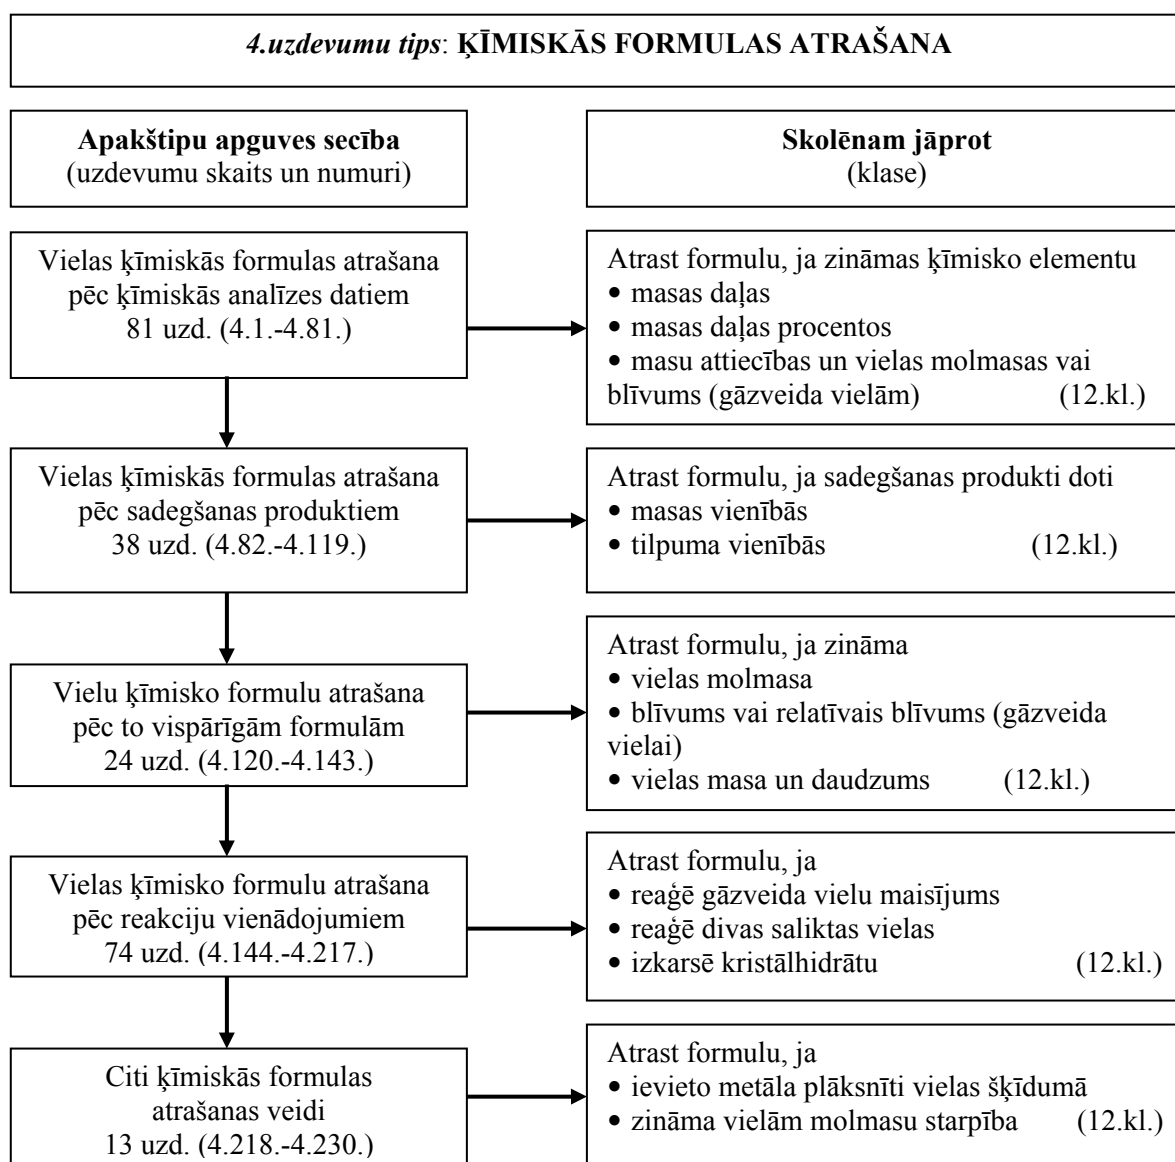 4.uzdevumu tips: ĶĪMISKĀS FORMULAS ATRAŠANA
Apakštipu apguves secība
(uzdevumu skaits un numuri)
Skolēnam jāprot
(klase)
Vielas ķīmiskās formulas atrašana
pēc ķīmiskās analīzes datiem
81 uzd. (4.1.-4.81.)
Atrast formulu, ja zināmas ķīmisko elementu
• masas daļas
• masas daļas procentos
• masu attiecības un vielas molmasas vai
blīvums (gāzveida vielām) (12.kl.)
Vielas ķīmiskās formulas atrašana
pēc sadegšanas produktiem
38 uzd. (4.82.-4.119.)
Atrast formulu, ja sadegšanas produkti doti
• masas vienībās
• tilpuma vienībās (12.kl.)
Vielu ķīmisko formulu atrašana
pēc to vispārīgām formulām
24 uzd. (4.120.-4.143.)
Atrast formulu, ja zināma
• vielas molmasa
• blīvums vai relatīvais blīvums (gāzveida
vielai)
• vielas masa un daudzums (12.kl.)
Vielas ķīmisko formulu atrašana
pēc reakciju vienādojumiem
74 uzd. (4.144.-4.217.)
Atrast formulu, ja
• reaģē gāzveida vielu maisījums
• reaģē divas saliktas vielas
• izkarsē kristālhidrātu (12.kl.)
Citi ķīmiskās formulas
atrašanas veidi
13 uzd. (4.218.-4.230.)
Atrast formulu, ja
• ievieto metāla plāksnīti vielas šķīdumā
• zināma vielām molmasu starpība (12.kl.)